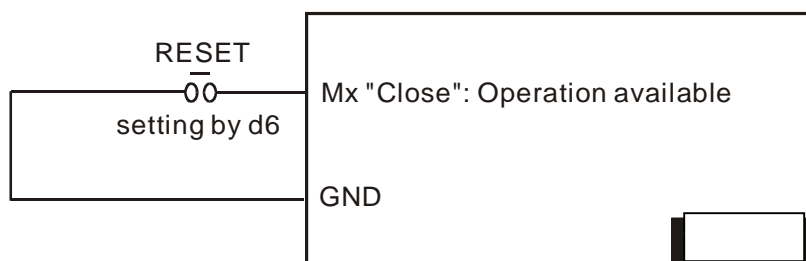 RESET
Mx "Close": Operation available
setting by d6
GND